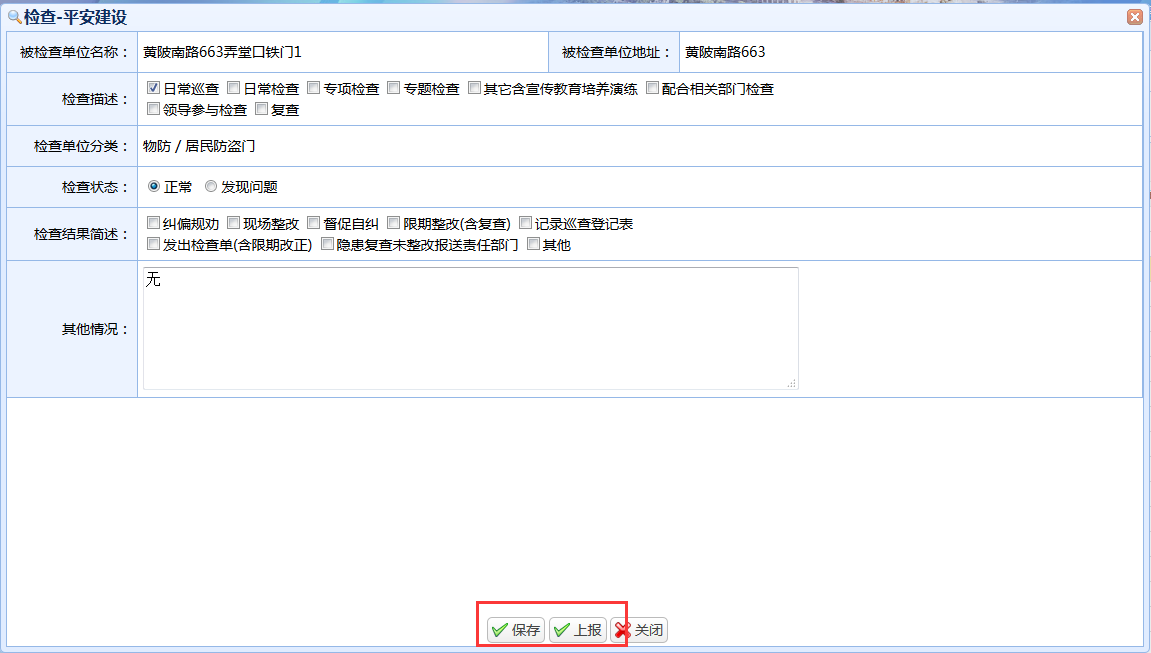 检查-平安建设
被检查单位名称： 黄陂南路663弄堂口铁门1 被检查单位地址： 黄陂南路663
检查描述： 日常巡查 日常检查 专项检查 专题检查 其它含宣传教育培养演练 配合相关部门检查
领导参与检查 复查
检查单位分类： 物防 / 居民防盗门
检查状态： 正常 发现问题
检查结果简述： 纠偏规劝 现场整改 督促自纠 限期整改(含复查) 记录巡查登记表
发出检查单(含限期改正) 隐患复查未整改报送责任部门 其他
其他情况： 无
保存 上报 关闭